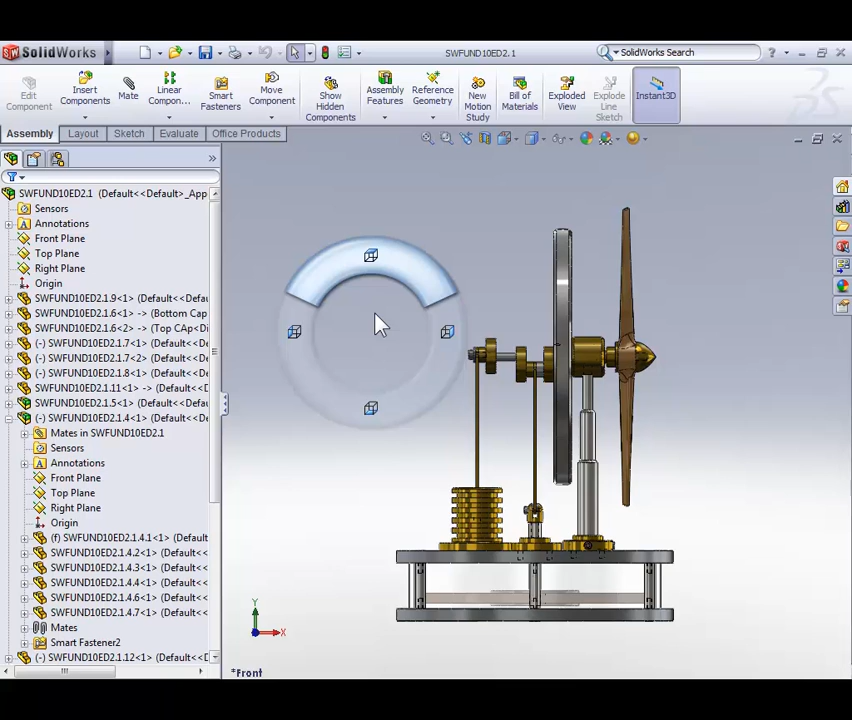 SW SolidWorks
SWFUND10ED2.1
SolidWorks Search
Edit Component
Insert Components
Mate
Linear Compon...
Smart Fasteners
Move Component
Show Hidden Components
Assembly Features
Reference Geometry
New Motion Study
Bill of Materials
Exploded View
Explode Line Sketch
Instant3D
Assembly
Layout
Sketch
Evaluate
Office Products
SWFUND10ED2.1 (Default<<Default>_App
Sensors
Annotations
Front Plane
Top Plane
Right Plane
Origin
SWFUND10ED2.1.9<1> (Default<<Defau
SWFUND10ED2.1.6<1> -> (Bottom Cap
SWFUND10ED2.1.6<2> -> (Top CAp<Di
(-) SWFUND10ED2.1.7<1> (Default<<D
(-) SWFUND10ED2.1.7<2> (Default<<D
(-) SWFUND10ED2.1.8<1> (Default<<D
SWFUND10ED2.1.11<1> -> (Default<<
SWFUND10ED2.1.5<1> (Default<<Defau
(-) SWFUND10ED2.1.4<1> (Default<<D
Mates in SWFUND10ED2.1
Sensors
Annotations
Front Plane
Top Plane
Right Plane
Origin
(f) SWFUND10ED2.1.4.1<1> (Defau
SWFUND10ED2.1.4.2<1> (Default<
SWFUND10ED2.1.4.3<1> (Default<
SWFUND10ED2.1.4.4<1> (Default<
SWFUND10ED2.1.4.6<1> (Default<
SWFUND10ED2.1.4.7<1> (Default<
Mates
Smart Fastener2
(-) SWFUND10ED2.1.12<1> (Default<<D
Y
X
*Front